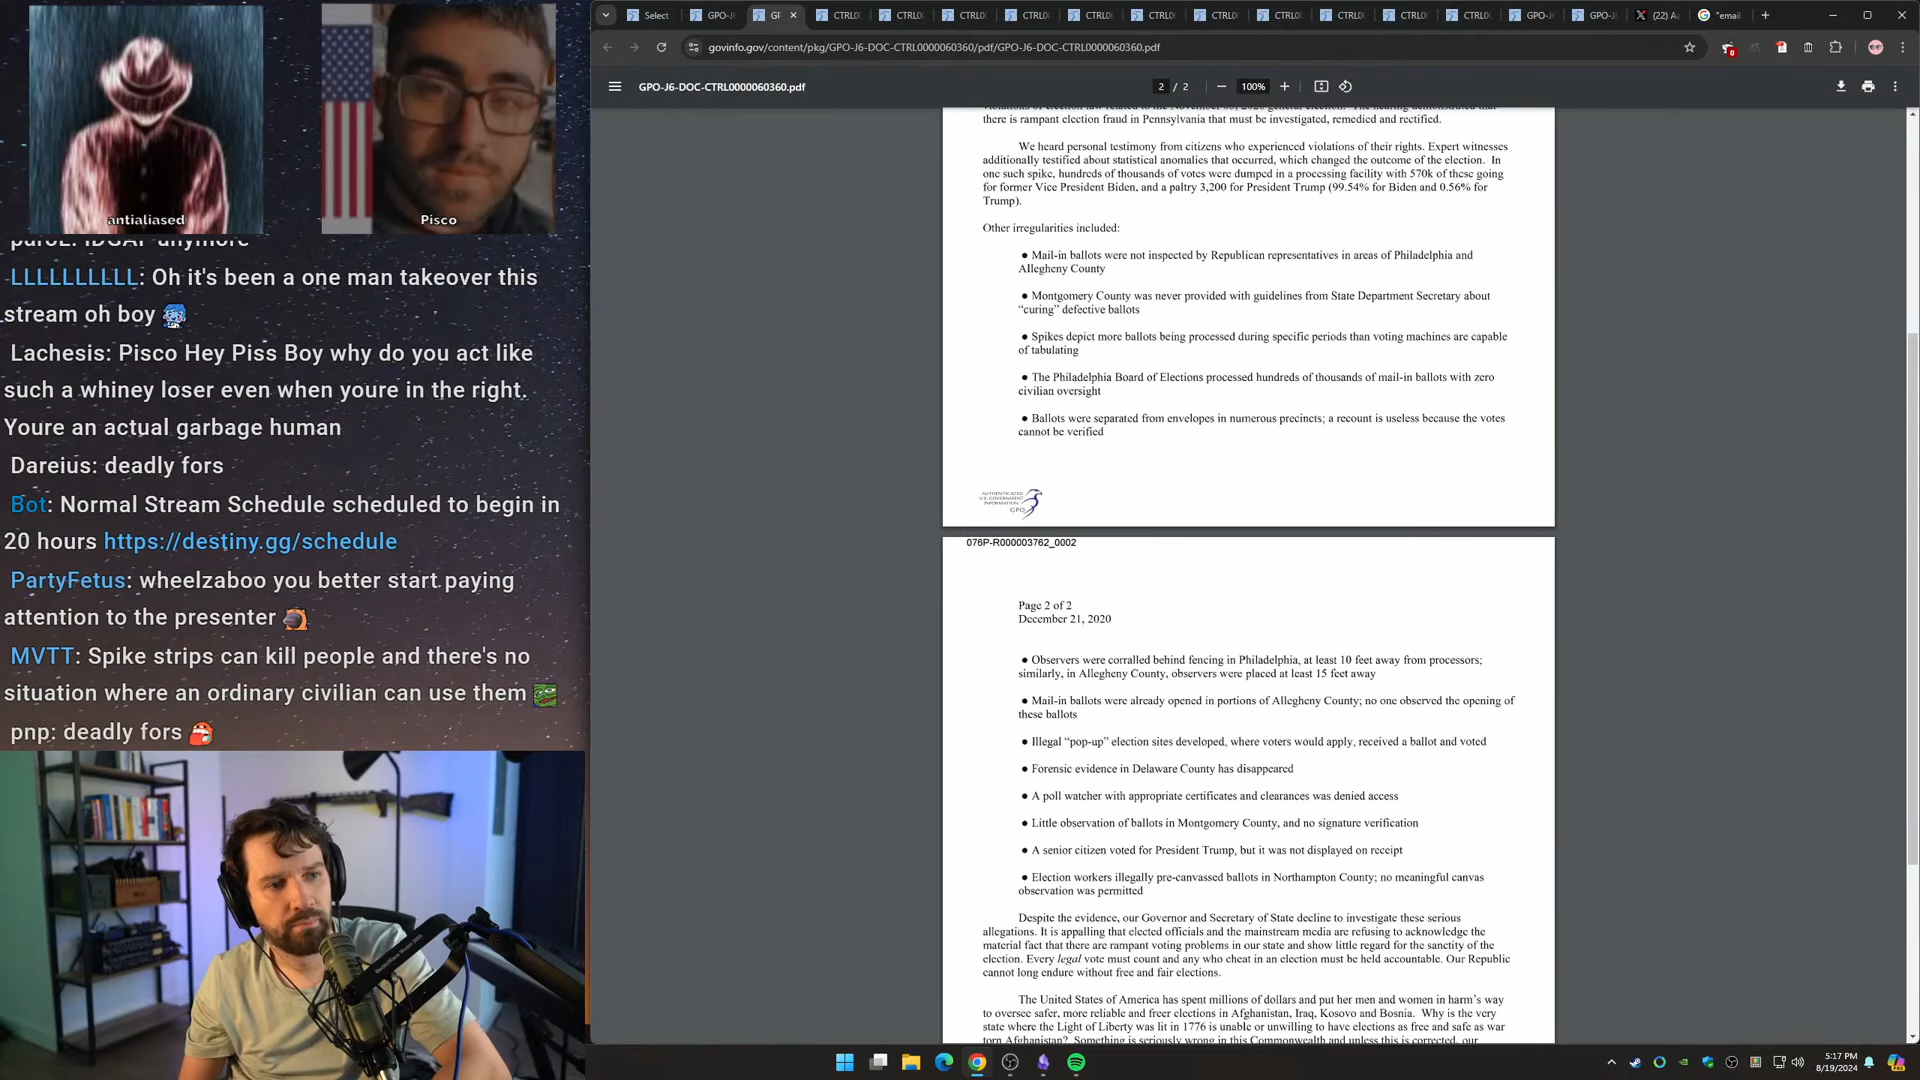 antialiased
Pisco
LLLLLLLLLL: Oh it's been a one man takeover this
stream oh boy
Lachesis: Pisco Hey Piss Boy why do you act like
such a whiney loser even when youre in the right.
Youre an actual garbage human
Dareius: deadly fors
Bot: Normal Stream Schedule scheduled to begin in
20 hours https://destiny.gg/schedule
PartyFetus: wheelzaboo you better start paying
attention to the presenter
MVTT: Spike strips can kill people and there's no
situation where an ordinary civilian can use them
pnp: deadly fors
Select
"email
govinfo.gov/content/pkg/GPO-J6-DOC-CTRL0000060360/pdf/GPO-J6-DOC-CTRL0000060360.pdf
GPO-J6-DOC-CTRL0000060360.pdf
2 / 2
100%
there is rampant election fraud in Pennsylvania that must be investigated, remedied and rectified.
We heard personal testimony from citizens who experienced violations of their rights. Expert witnesses
additionally testified about statistical anomalies that occurred, which changed the outcome of the election. In
one such spike, hundreds of thousands of votes were dumped in a processing facility with 570k of these going
for former Vice President Biden, and a paltry 3,200 for President Trump (99.54% for Biden and 0.56% for
Trump).
Other irregularities included:
● Mail-in ballots were not inspected by Republican representatives in areas of Philadelphia and
Allegheny County
● Montgomery County was never provided with guidelines from State Department Secretary about
“curing” defective ballots
● Spikes depict more ballots being processed during specific periods than voting machines are capable
of tabulating
● The Philadelphia Board of Elections processed hundreds of thousands of mail-in ballots with zero
civilian oversight
● Ballots were separated from envelopes in numerous precincts; a recount is useless because the votes
cannot be verified
AUTHENTICATED
U.S. GOVERNMENT
INFORMATION
GPO
076P-R000003762_0002
Page 2 of 2
December 21, 2020
● Observers were corralled behind fencing in Philadelphia, at least 10 feet away from processors;
similarly, in Allegheny County, observers were placed at least 15 feet away
● Mail-in ballots were already opened in portions of Allegheny County; no one observed the opening of
these ballots
● Illegal “pop-up” election sites developed, where voters would apply, received a ballot and voted
● Forensic evidence in Delaware County has disappeared
● A poll watcher with appropriate certificates and clearances was denied access
● Little observation of ballots in Montgomery County, and no signature verification
● A senior citizen voted for President Trump, but it was not displayed on receipt
● Election workers illegally pre-canvassed ballots in Northampton County; no meaningful canvas
observation was permitted
Despite the evidence, our Governor and Secretary of State decline to investigate these serious
allegations. It is appalling that elected officials and the mainstream media are refusing to acknowledge the
material fact that there are rampant voting problems in our state and show little regard for the sanctity of the
election. Every legal vote must count and any who cheat in an election must be held accountable. Our Republic
cannot long endure without free and fair elections.
The United States of America has spent millions of dollars and put her men and women in harm’s way
to oversee safer, more reliable and freer elections in Afghanistan, Iraq, Kosovo and Bosnia. Why is the very
state where the Light of Liberty was lit in 1776 is unable or unwilling to have elections as free and safe as war
torn Afghanistan? Something is seriously wrong in this Commonwealth and unless this is corrected, our
5:17 PM
8/19/2024